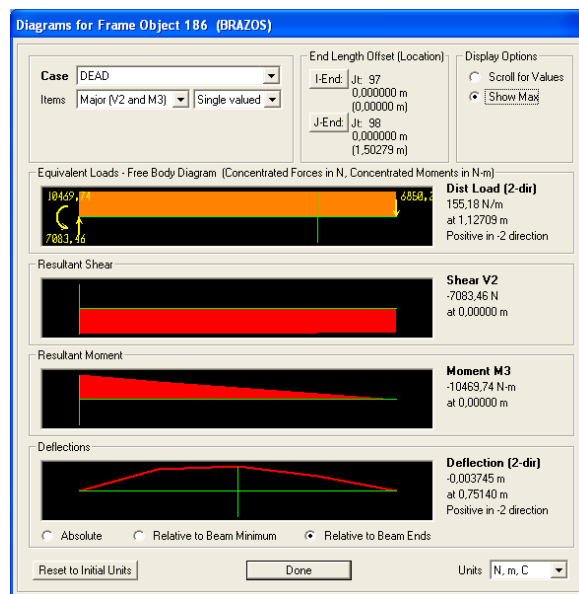 Diagrams for Frame Object 186 (BRAZOS)
Case DEAD
Items Major (V2 and M3) Single valued
End Length Offset (Location)
I-End: Jt: 97
0,000000 m
(0,00000 m)
J-End: Jt: 98
0,000000 m
(1,50279 m)
Display Options
Scroll for Values
Show Max
Equivalent Loads - Free Body Diagram (Concentrated Forces in N, Concentrated Moments in N-m)
10469,74
7083,46
6850,2
Dist Load (2-dir)
155,18 N/m
at 1,12709 m
Positive in -2 direction
Resultant Shear
Shear V2
-7083,46 N
at 0,00000 m
Resultant Moment
Moment M3
-10469,74 N-m
at 0,00000 m
Deflections
Deflection (2-dir)
-0,003745 m
at 0,75140 m
Positive in -2 direction
Absolute Relative to Beam Minimum Relative to Beam Ends
Reset to Initial Units Done Units N, m, C